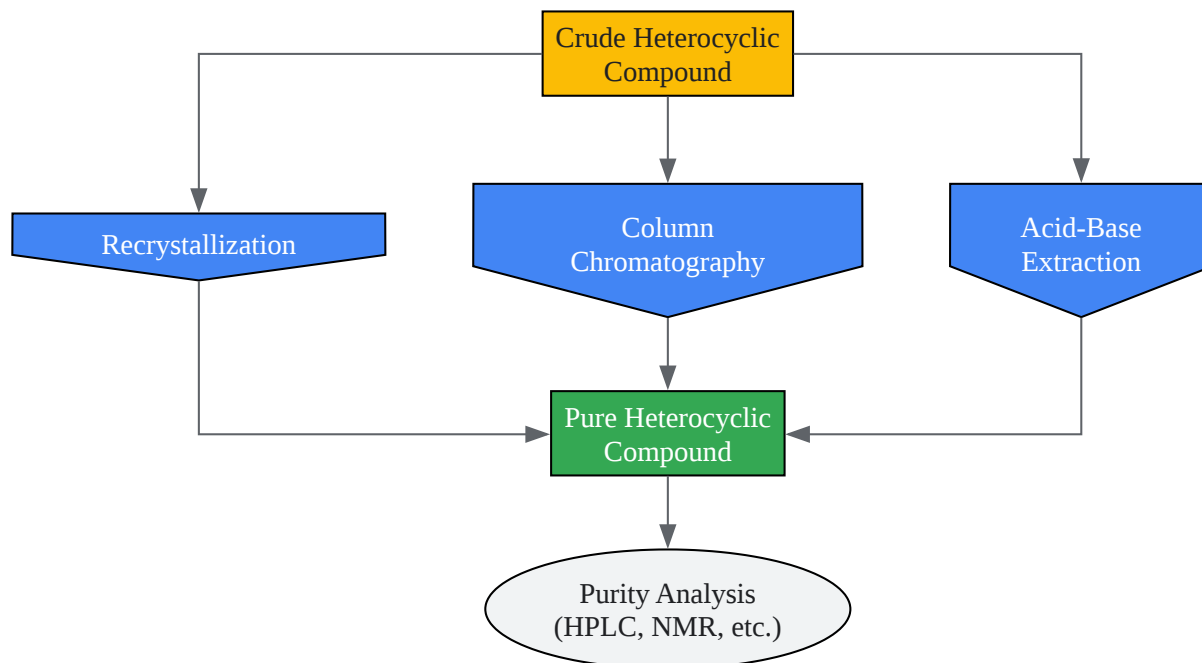 Crude Heterocyclic
Compound
Recrystallization
Column
Chromatography
Acid-Base
Extraction
Pure Heterocyclic
Compound
Purity Analysis
(HPLC, NMR, etc.)